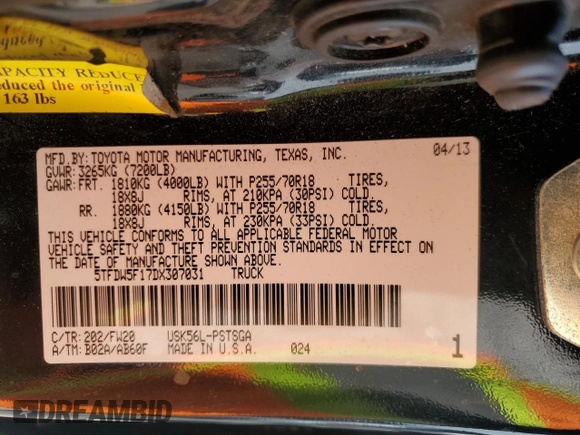 CAPACITY REDUCE
educed the original
163 lbs
MFD.BY: TOYOTA MOTOR MANUFACTURING, TEXAS, INC. 04/13
GVWR: 3265KG (7200LB)
GAWR: FRT. 1810KG (4000LB) WITH P255/70R18 TIRES,
18X8J RIMS, AT 210KPA (30PSI) COLD.
RR. 1880KG (4150LB) WITH P255/70R18 TIRES,
18X8J RIMS, AT 230KPA (33PSI) COLD.
THIS VEHICLE CONFORMS TO ALL APPLICABLE FEDERAL MOTOR
VEHICLE SAFETY AND THEFT PREVENTION STANDARDS IN EFFECT ON
THE DATE OF MANUFACTURE SHOWN ABOVE.
5TFDW5F17DX307031 TRUCK
C/TR: 202/FW20 USK56L-PSTSGA
A/TM: B02A/AB60F MADE IN U.S.A. 024 1
DREAMBID